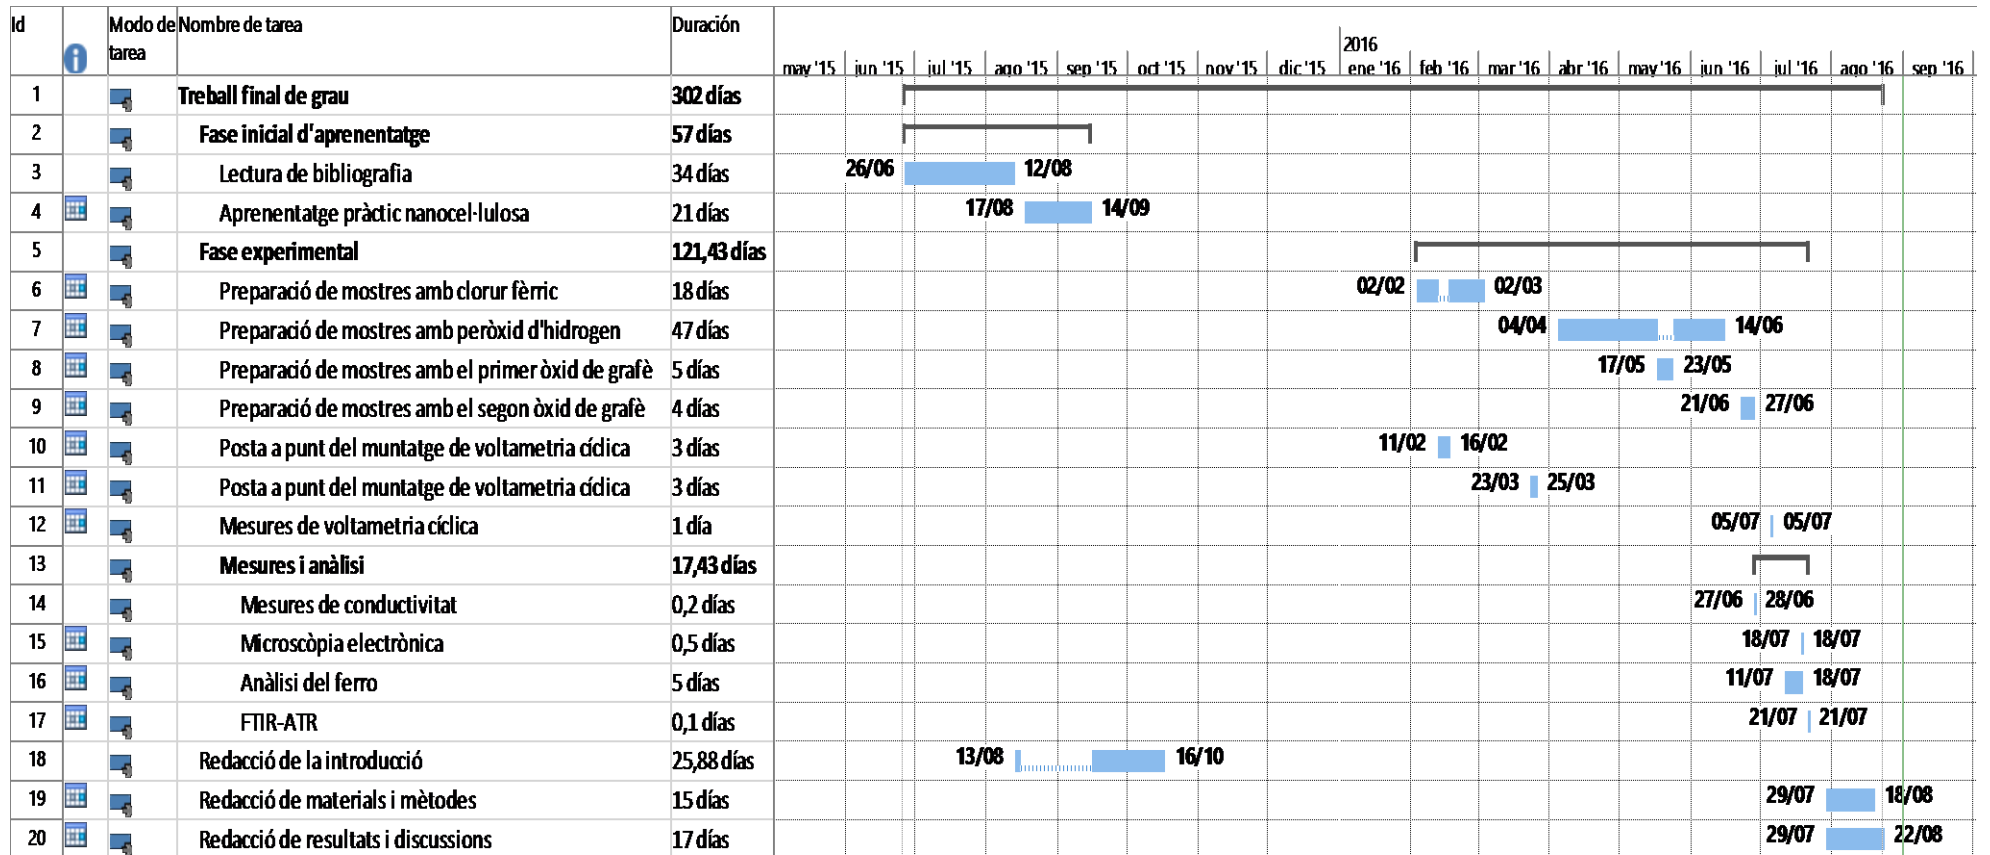 Id Modo de tarea Nombre de tarea Duración
2016
may '15 jun '15 jul '15 ago '15 sep '15 oct '15 nov '15 dic '15 ene '16 feb '16 mar '16 abr '16 may '16 jun '16 jul '16 ago '16 sep '16
1 Treball final de grau 302 días
2 Fase inicial d'aprenentatge 57 días
3 Lectura de bibliografia 34 días 26/06 12/08
4 Aprenentatge pràctic nanocel·lulosa 21 días 17/08 14/09
5 Fase experimental 121,43 días
6 Preparació de mostres amb clorur fèrric 18 días 02/02 02/03
7 Preparació de mostres amb peròxid d'hidrogen 47 días 04/04 14/06
8 Preparació de mostres amb el primer òxid de grafè 5 días 17/05 23/05
9 Preparació de mostres amb el segon òxid de grafè 4 días 21/06 27/06
10 Posta a punt del muntatge de voltametria cíclica 3 días 11/02 16/02
11 Posta a punt del muntatge de voltametria cíclica 3 días 23/03 25/03
12 Mesures de voltametria cíclica 1 día 05/07 05/07
13 Mesures i anàlisi 17,43 días
14 Mesures de conductivitat 0,2 días 27/06 28/06
15 Microscòpia electrònica 0,5 días 18/07 18/07
16 Anàlisi del ferro 5 días 11/07 18/07
17 FTIR-ATR 0,1 días 21/07 21/07
18 Redacció de la introducció 25,88 días 13/08 16/10
19 Redacció de materials i mètodes 15 días 29/07 18/08
20 Redacció de resultats i discussions 17 días 29/07 22/08